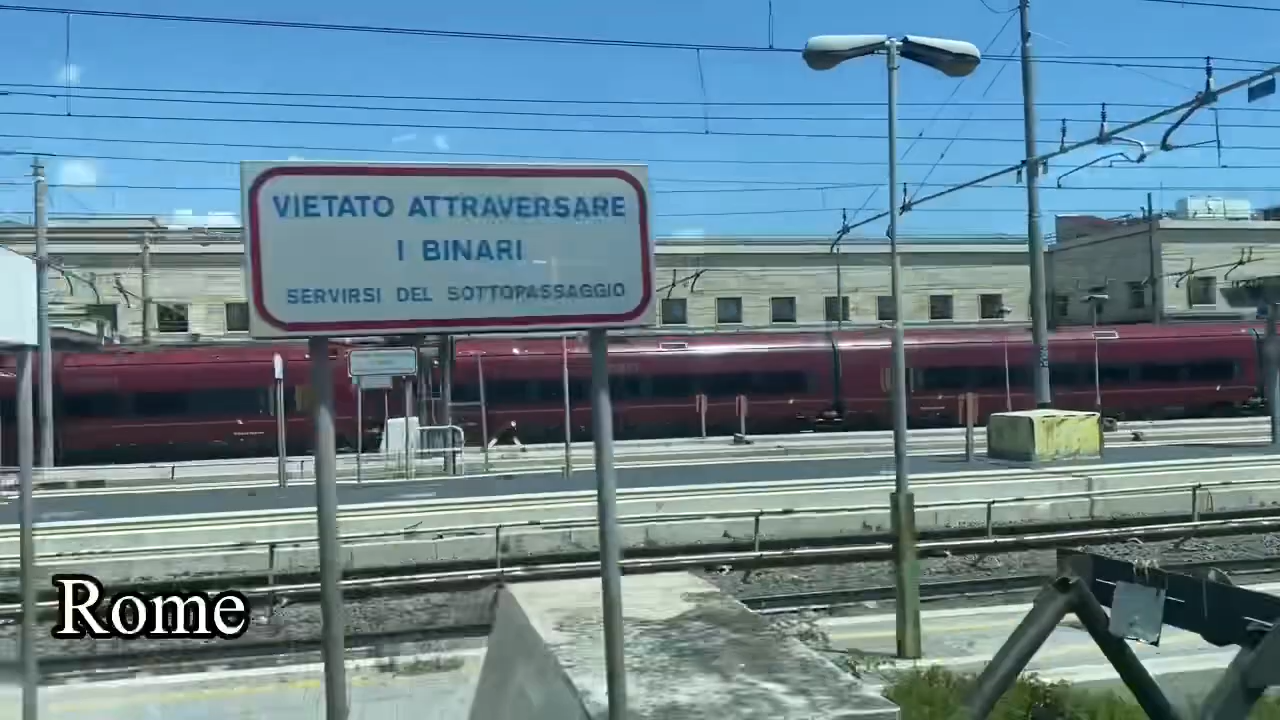 VIETATO ATTRAVERSARE
I BINARI
SERVIRSI DEL SOTTOPASSAGGIO
Rome